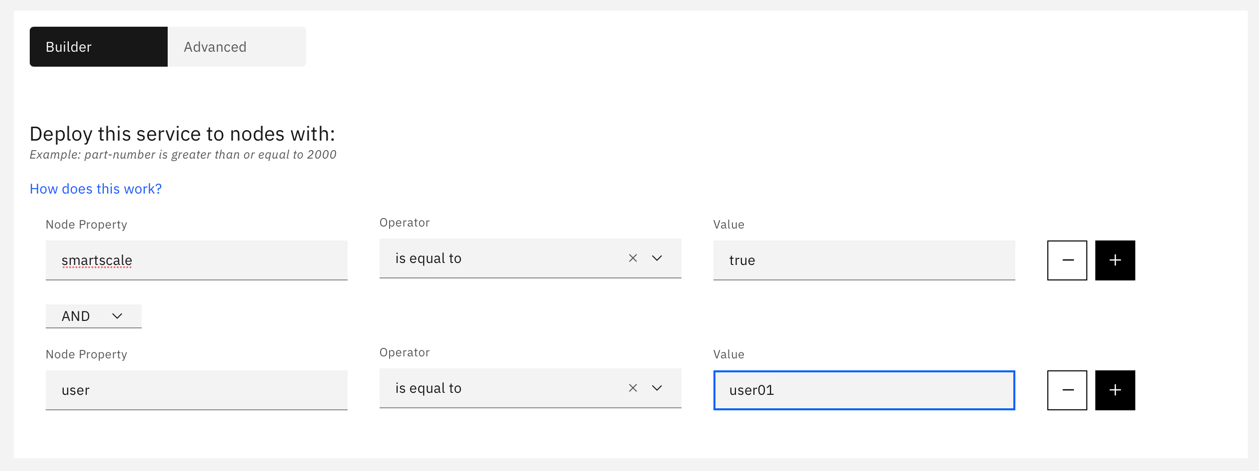 Builder Advanced
Deploy this service to nodes with:
Example: part-number is greater than or equal to 2000
How does this work?
Node Property Operator Value
smartscale is equal to true
AND
Node Property Operator Value
user is equal to user01